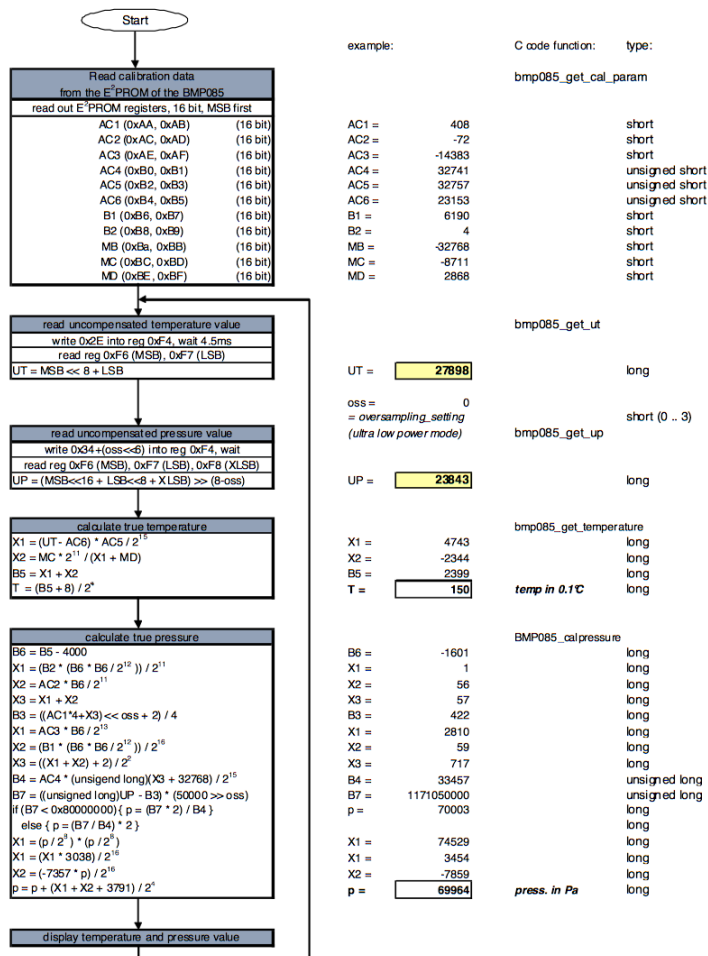 Start
example: C code function: type:
Read calibration data bmp085_get_cal_param
from the E²PROM of the BMP085
read out E²PROM registers, 16 bit, MSB first
AC1 (0xAA, 0xAB) (16 bit) AC1 = 408 short
AC2 (0xAC, 0xAD) (16 bit) AC2 = -72 short
AC3 (0xAE, 0xAF) (16 bit) AC3 = -14383 short
AC4 (0xB0, 0xB1) (16 bit) AC4 = 32741 unsigned short
AC5 (0xB2, 0xB3) (16 bit) AC5 = 32757 unsigned short
AC6 (0xB4, 0xB5) (16 bit) AC6 = 23153 unsigned short
B1 (0xB6, 0xB7) (16 bit) B1 = 6190 short
B2 (0xB8, 0xB9) (16 bit) B2 = 4 short
MB (0xBa, 0xBB) (16 bit) MB = -32768 short
MC (0xBC, 0xBD) (16 bit) MC = -8711 short
MD (0xBE, 0xBF) (16 bit) MD = 2868 short
read uncompensated temperature value bmp085_get_ut
write 0x2E into reg 0xF4, wait 4.5ms
read reg 0xF6 (MSB), 0xF7 (LSB)
UT = MSB << 8 + LSB UT = 27898 long
oss = 0
= oversampling_setting short (0 .. 3)
read uncompensated pressure value (ultra low power mode) bmp085_get_up
write 0x34+(oss<<6) into reg 0xF4, wait
read reg 0xF6 (MSB), 0xF7 (LSB), 0xF8 (XLSB)
UP = (MSB<<16 + LSB<<8 + XLSB) >> (8-oss) UP = 23843 long
calculate true temperature bmp085_get_temperature
X1 = (UT - AC6) * AC5 / 2¹⁵ X1 = 4743 long
X2 = MC * 2¹¹ / (X1 + MD) X2 = -2344 long
B5 = X1 + X2 B5 = 2399 long
T = (B5 + 8) / 2⁴ T = 150 temp in 0.1°C long
calculate true pressure BMP085_calpressure
B6 = B5 - 4000 B6 = -1601 long
X1 = (B2 * (B6 * B6 / 2¹² )) / 2¹¹ X1 = 1 long
X2 = AC2 * B6 / 2¹¹ X2 = 56 long
X3 = X1 + X2 X3 = 57 long
B3 = ((AC1*4+X3) << oss + 2) / 4 B3 = 422 long
X1 = AC3 * B6 / 2¹³ X1 = 2810 long
X2 = (B1 * (B6 * B6 / 2¹² )) / 2¹⁶ X2 = 59 long
X3 = ((X1 + X2) + 2) / 2² X3 = 717 long
B4 = AC4 * (unsigend long)(X3 + 32768) / 2¹⁵ B4 = 33457 unsigned long
B7 = ((unsigned long)UP - B3) * (50000 >> oss) B7 = 1171050000 unsigned long
if (B7 < 0x80000000) { p = (B7 * 2) / B4 } p = 70003 long
else { p = (B7 / B4) * 2 } long
X1 = (p / 2⁸ ) * (p / 2⁸ ) X1 = 74529 long
X1 = (X1 * 3038) / 2¹⁶ X1 = 3454 long
X2 = (-7357 * p) / 2¹⁶ X2 = -7859 long
p = p + (X1 + X2 + 3791) / 2⁴ p = 69964 press. in Pa long
display temperature and pressure value